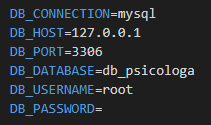 DB_CONNECTION=mysql
DB_HOST=127.0.0.1
DB_PORT=3306
DB_DATABASE=db_psicologa
DB_USERNAME=root
DB_PASSWORD=